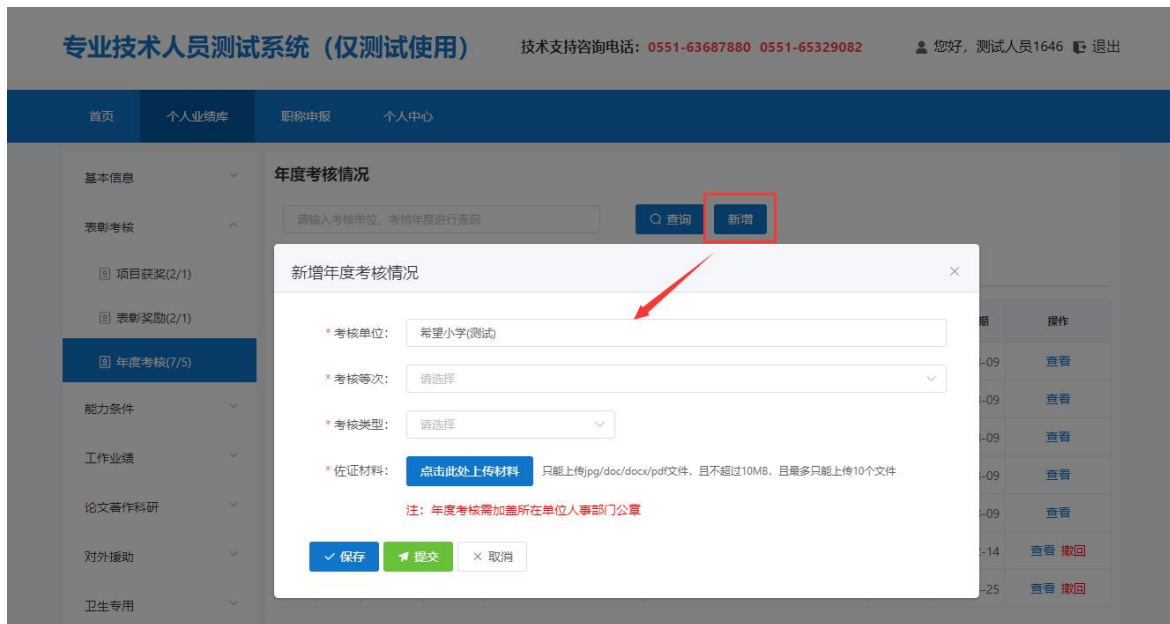 专业技术人员测试系统（仅测试使用） 技术支持咨询电话：0551-63687880 0551-65329082 您好，测试人员1646 退出
首页 个人业绩库 职称申报 个人中心
基本信息
年度考核情况
请输入考核单位、考核年度进行查询 查询 新增
表彰考核
项目获奖(2/1)
表彰奖励(2/1)
年度考核(7/5)
能力条件
工作业绩
论文著作科研
对外援助
卫生专用
新增年度考核情况
*考核单位： 希望小学(测试)
*考核等次： 请选择
*考核类型： 请选择
*佐证材料： 点击此处上传材料 只能上传jpg/doc/docx/pdf文件，且不超过10MB，且最多只能上传10个文件
注：年度考核需加盖所在单位人事部门公章
保存 提交 取消
期 操作
-09 查看
-09 查看
-09 查看
-09 查看
-09 查看
-14 查看 撤回
-25 查看 撤回